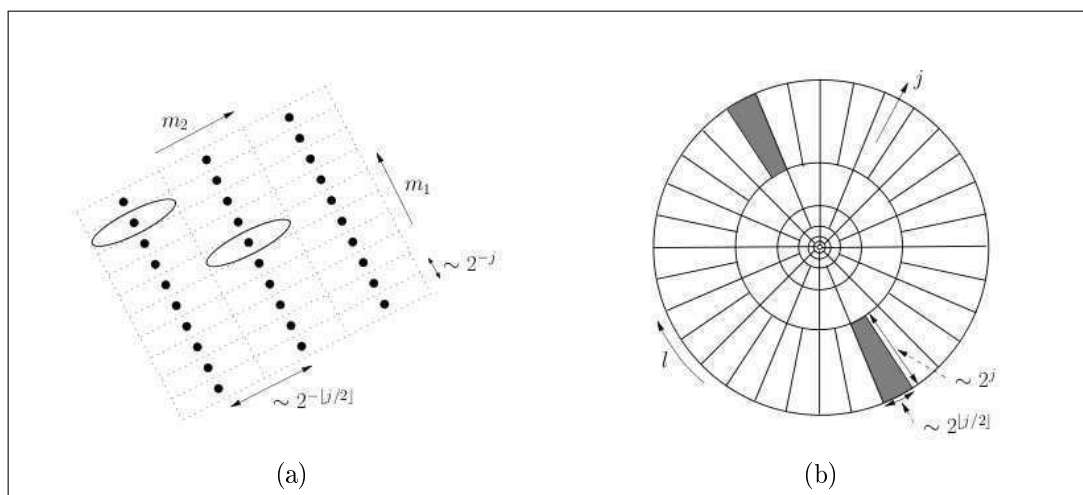 m₂
m₁
∼ 2^{-j}
∼ 2^{-⌊j/2⌋}
(a)
j
l
∼ 2^{j}
∼ 2^{⌊j/2⌋}
(b)